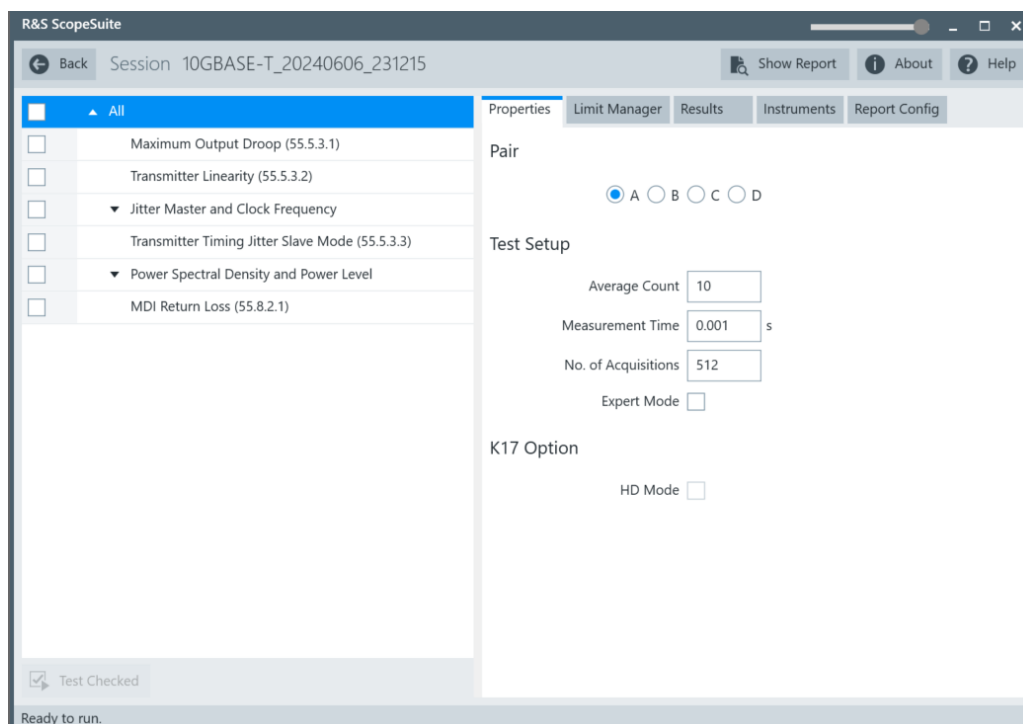 R&S ScopeSuite
Back Session 10GBASE-T_20240606_231215 Show Report About Help
All
Maximum Output Droop (55.5.3.1)
Transmitter Linearity (55.5.3.2)
Jitter Master and Clock Frequency
Transmitter Timing Jitter Slave Mode (55.5.3.3)
Power Spectral Density and Power Level
MDI Return Loss (55.8.2.1)
Test Checked
Properties Limit Manager Results Instruments Report Config
Pair
A B C D
Test Setup
Average Count 10
Measurement Time 0.001 s
No. of Acquisitions 512
Expert Mode
K17 Option
HD Mode
Ready to run.